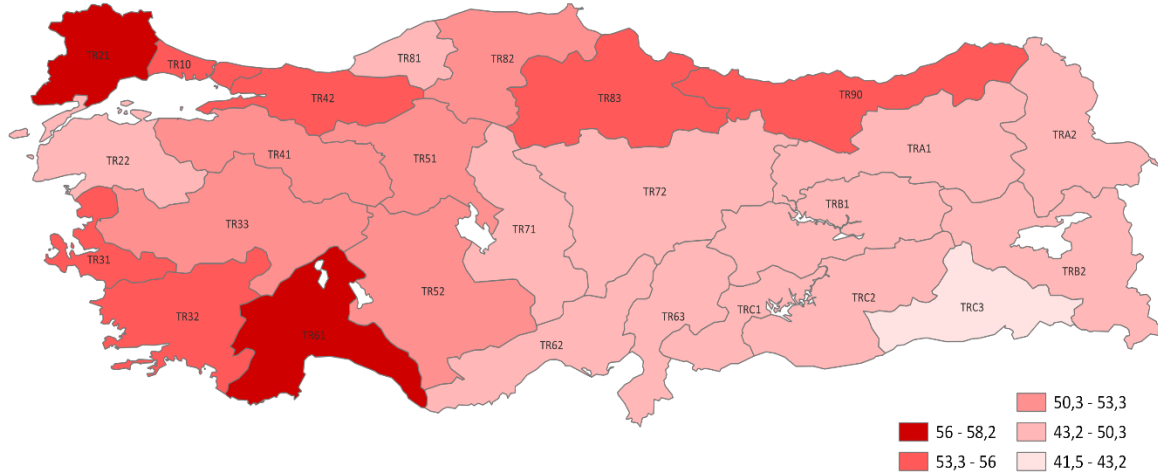 TR21
TR10
TR81
TR82
TR42
TR83
TR90
TR22
TR41
TR51
TRA1
TRA2
TR33
TR72
TRB1
TR71
TR31
TR32
TR52
TR61
TR62
TR63
TRC1
TRC2
TRC3
TRB2
50,3 - 53,3
56 - 58,2
43,2 - 50,3
53,3 - 56
41,5 - 43,2